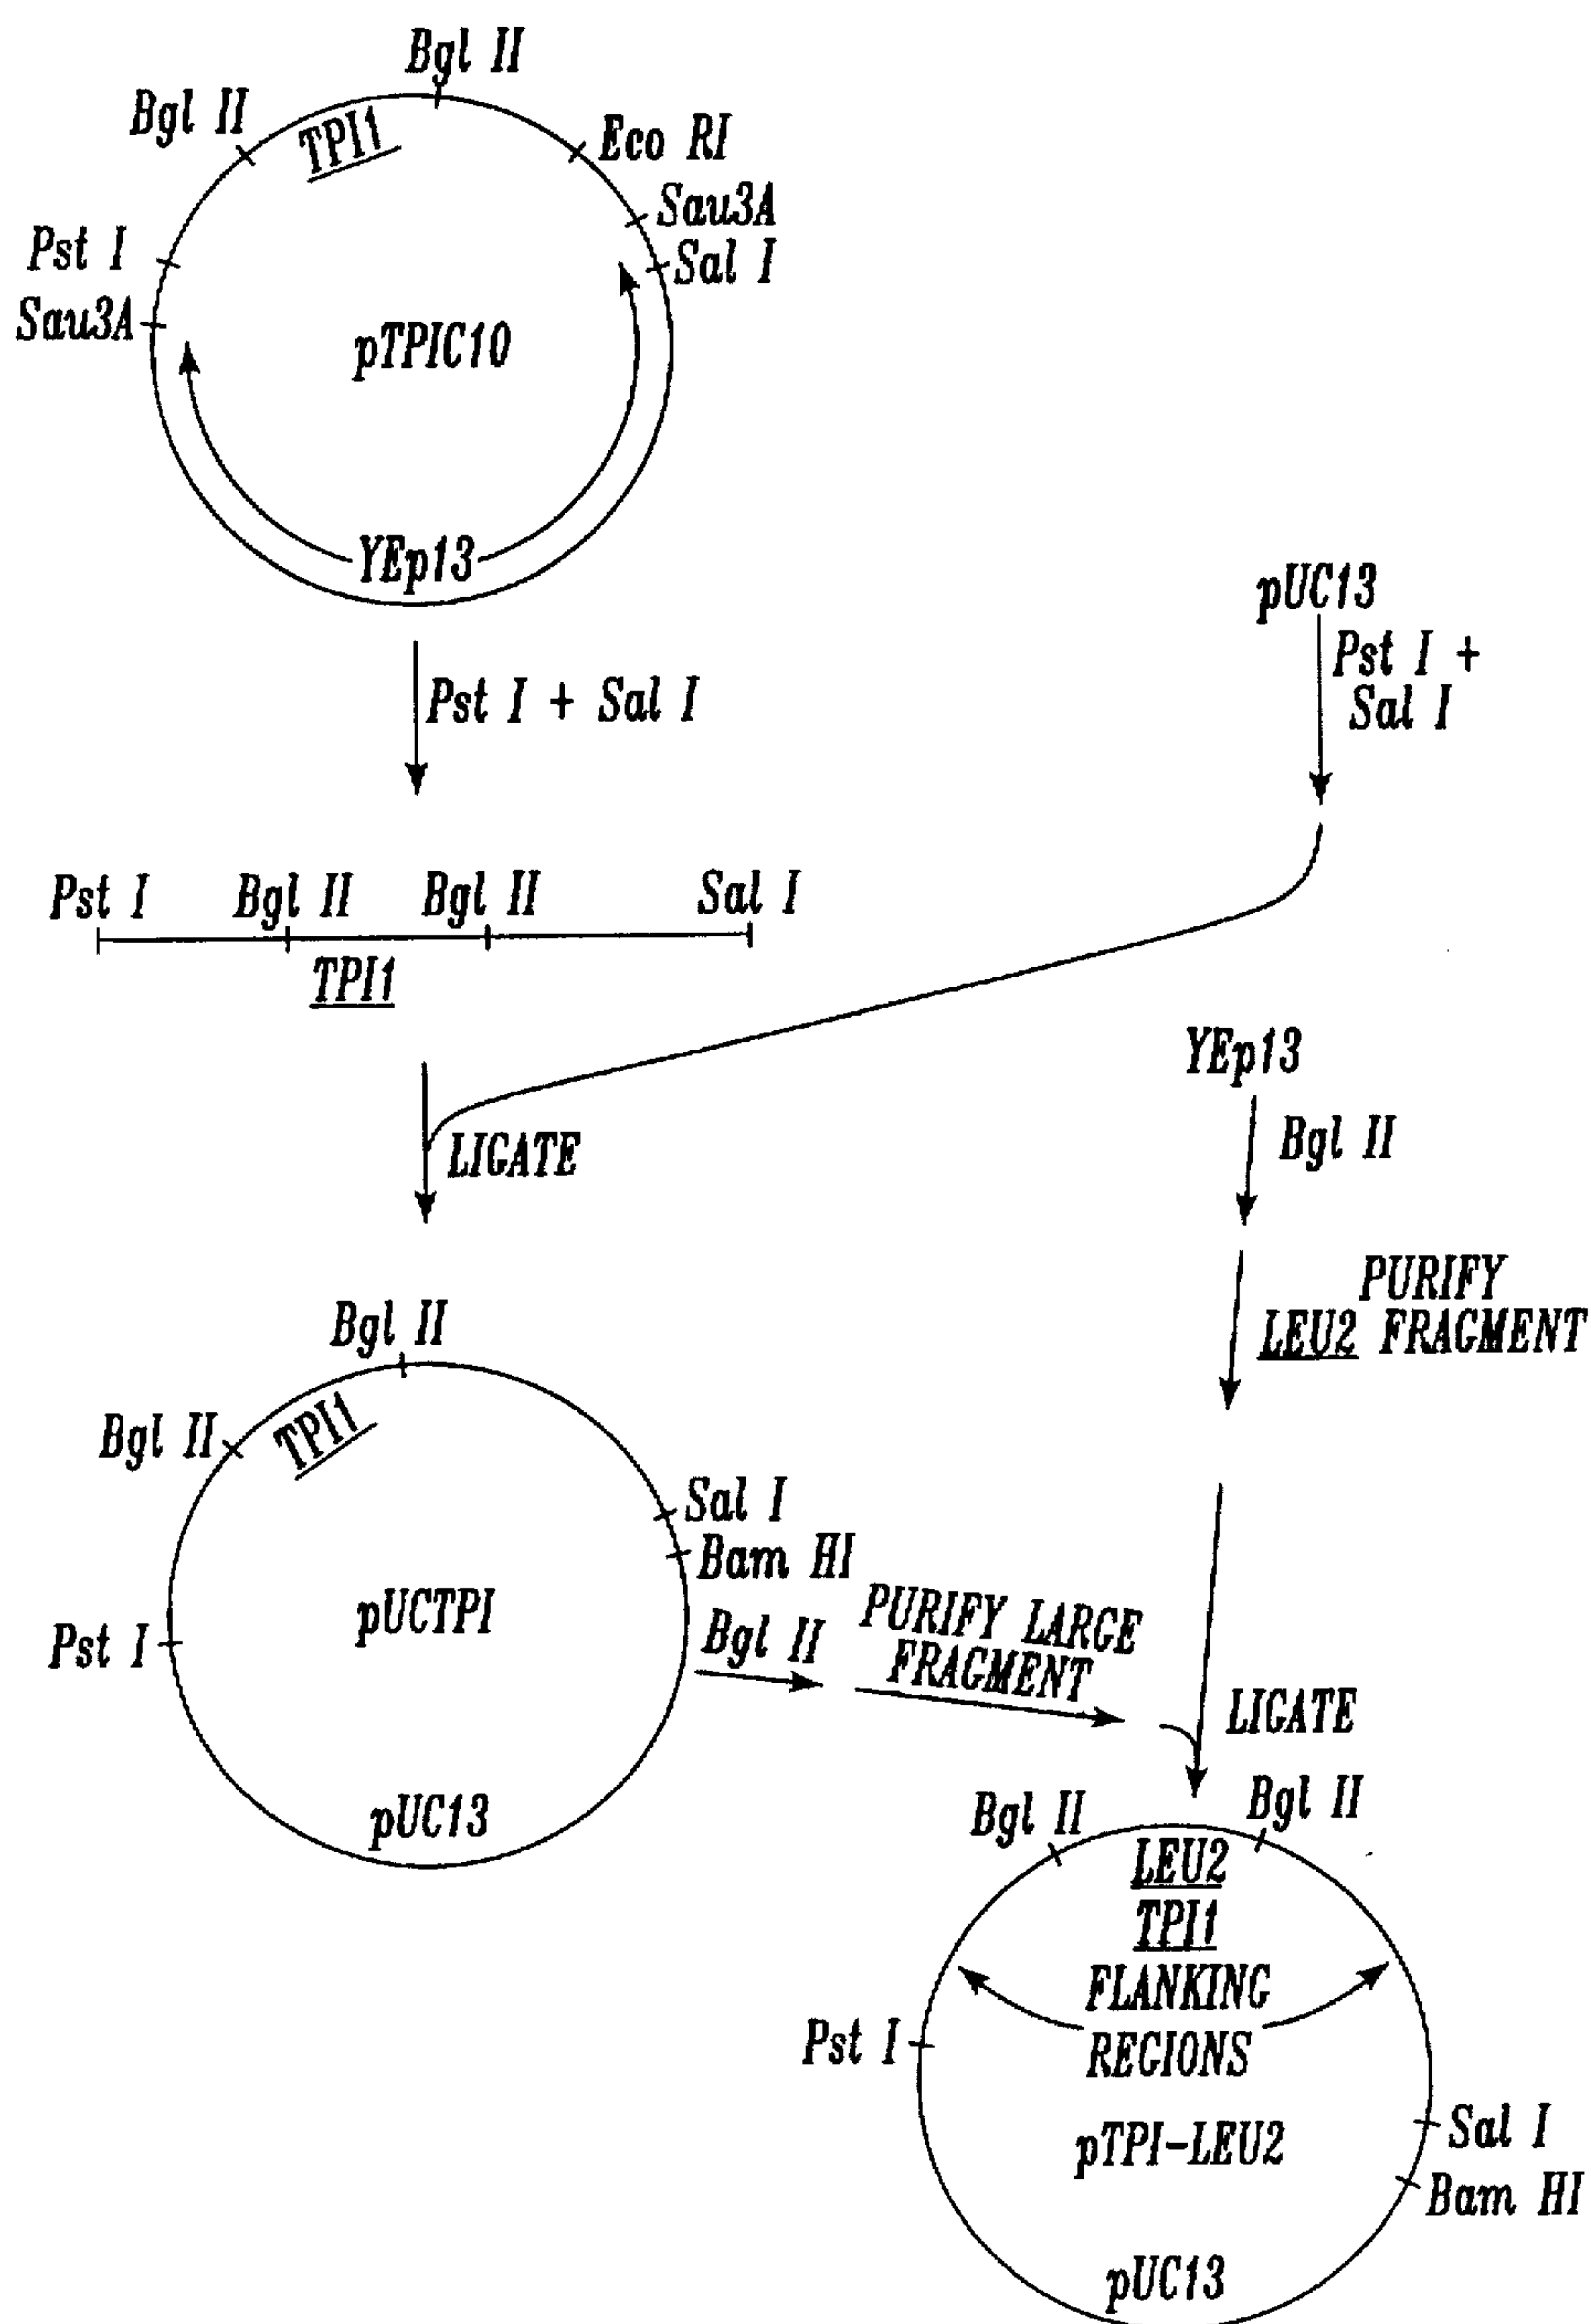 Bgl II
Bgl II
TPI1
Eco RI
Sau3A
Pst I
Sal I
Sau3A
pTPIC10
YEp13
pUC13
Pst I + Sal I
Pst I +
Sal I
Pst I
Bgl II
Bgl II
Sal I
TPI1
YEp13
Bgl II
LIGATE
PURIFY
LEU2 FRAGMENT
Bgl II
Bgl II
TPI1
Sal I
Bam HI
pUCTPI
Pst I
pUC13
Bgl II
PURIFY LARGE
FRAGMENT
LIGATE
Bgl II
Bgl II
LEU2
TPI1
FLANKING
REGIONS
Pst I
pTPI-LEU2
Sal I
Bam HI
pUC13